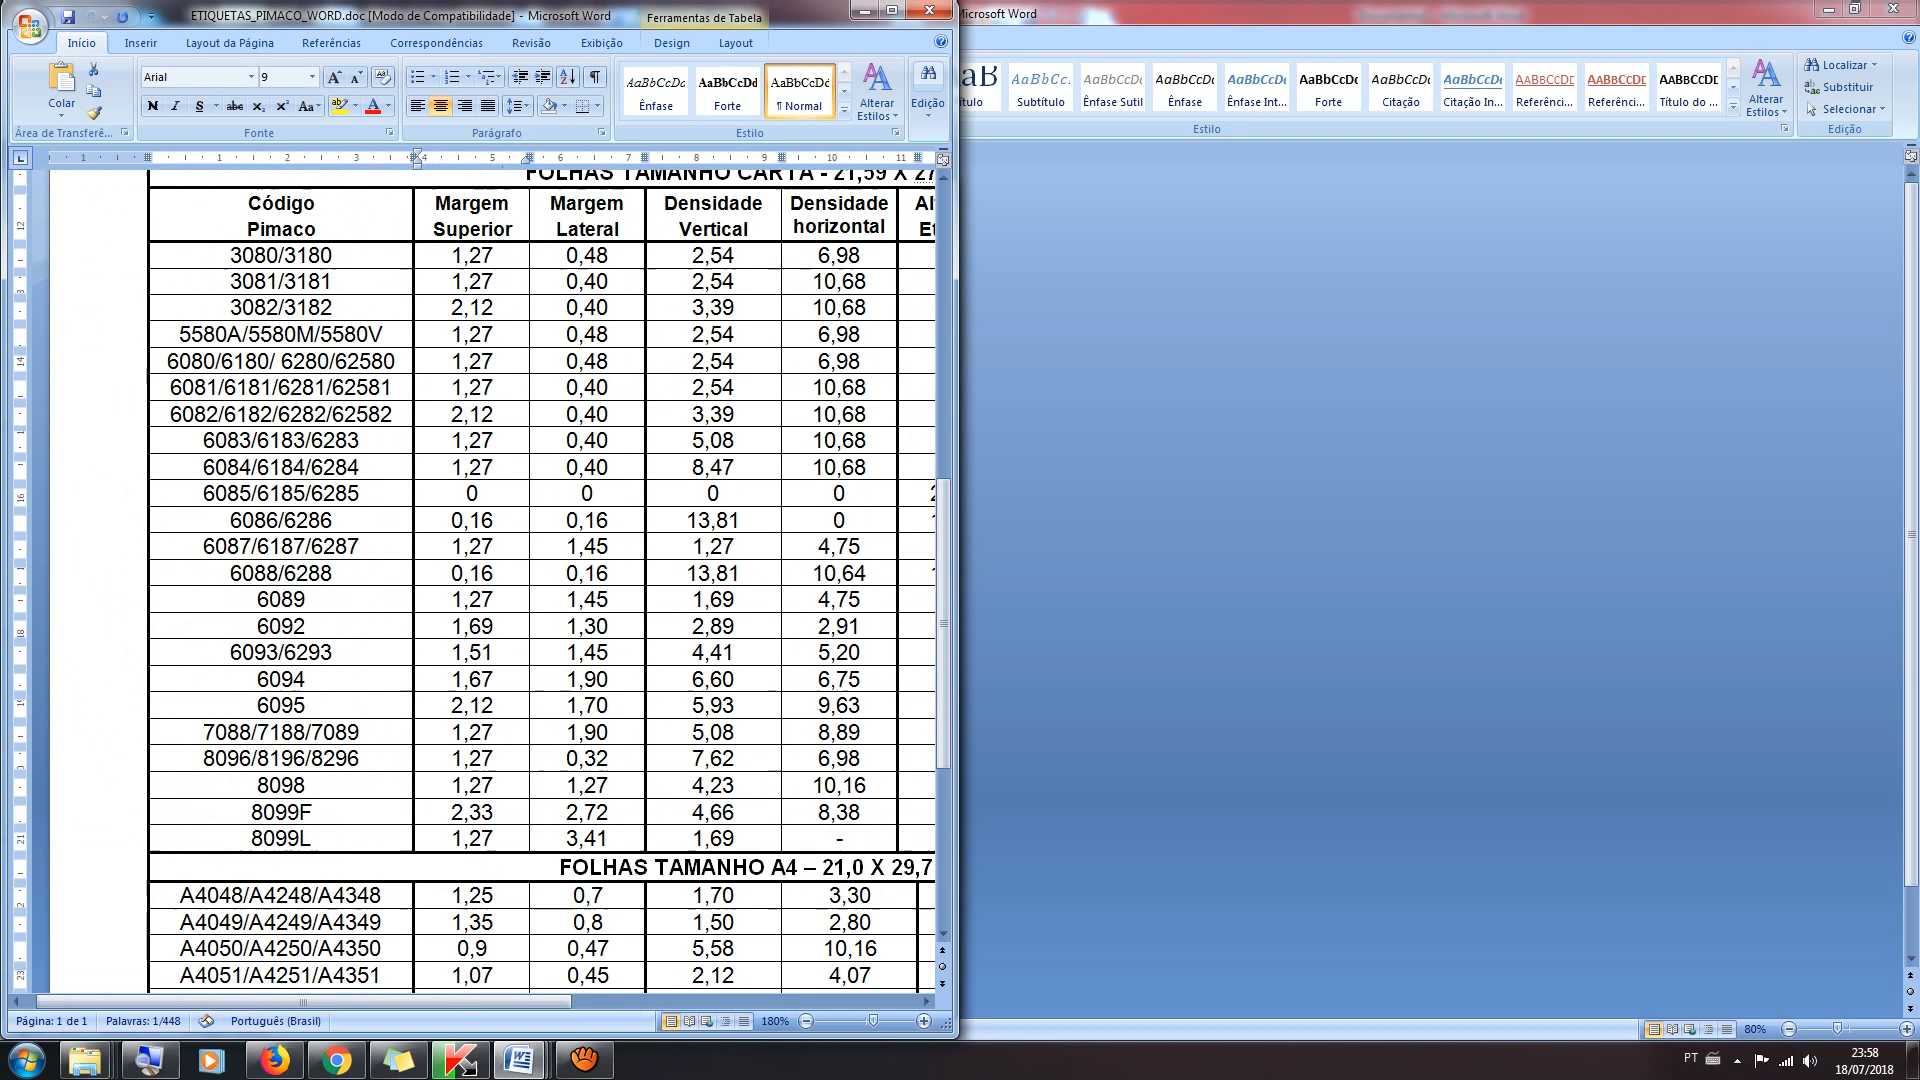 ETIQUETAS_PIMACO_WORD.doc [Modo de Compatibilidade] - Microsoft Word
Ferramentas de Tabela
Microsoft Word
Início Inserir Layout da Página Referências Correspondências Revisão Exibição Design Layout
Colar
Área de Transferê...
Arial 9
Fonte
Parágrafo
AaBbCcDc AaBbCcDd AaBbCcDd
Ênfase Forte ¶ Normal
Alterar Estilos
Estilo
Edição
Subtítulo Ênfase Sutil Ênfase Ênfase Int... Forte Citação Citação In... Referênci... Referênci... Título do ...
Alterar Estilos
Estilo
Localizar
Substituir
Selecionar
Edição
FOLHAS TAMANHO CARTA - 21,59 X 27
Código Pimaco Margem Superior Margem Lateral Densidade Vertical Densidade horizontal
3080/3180 1,27 0,48 2,54 6,98
3081/3181 1,27 0,40 2,54 10,68
3082/3182 2,12 0,40 3,39 10,68
5580A/5580M/5580V 1,27 0,48 2,54 6,98
6080/6180/ 6280/62580 1,27 0,48 2,54 6,98
6081/6181/6281/62581 1,27 0,40 2,54 10,68
6082/6182/6282/62582 2,12 0,40 3,39 10,68
6083/6183/6283 1,27 0,40 5,08 10,68
6084/6184/6284 1,27 0,40 8,47 10,68
6085/6185/6285 0 0 0 0
6086/6286 0,16 0,16 13,81 0
6087/6187/6287 1,27 1,45 1,27 4,75
6088/6288 0,16 0,16 13,81 10,64
6089 1,27 1,45 1,69 4,75
6092 1,69 1,30 2,89 2,91
6093/6293 1,51 1,45 4,41 5,20
6094 1,67 1,90 6,60 6,75
6095 2,12 1,70 5,93 9,63
7088/7188/7089 1,27 1,90 5,08 8,89
8096/8196/8296 1,27 0,32 7,62 6,98
8098 1,27 1,27 4,23 10,16
8099F 2,33 2,72 4,66 8,38
8099L 1,27 3,41 1,69 -
FOLHAS TAMANHO A4 – 21,0 X 29,7
A4048/A4248/A4348 1,25 0,7 1,70 3,30
A4049/A4249/A4349 1,35 0,8 1,50 2,80
A4050/A4250/A4350 0,9 0,47 5,58 10,16
A4051/A4251/A4351 1,07 0,45 2,12 4,07
Página: 1 de 1 Palavras: 1/448 Português (Brasil) 180%
80%
PT
23:58
18/07/2018